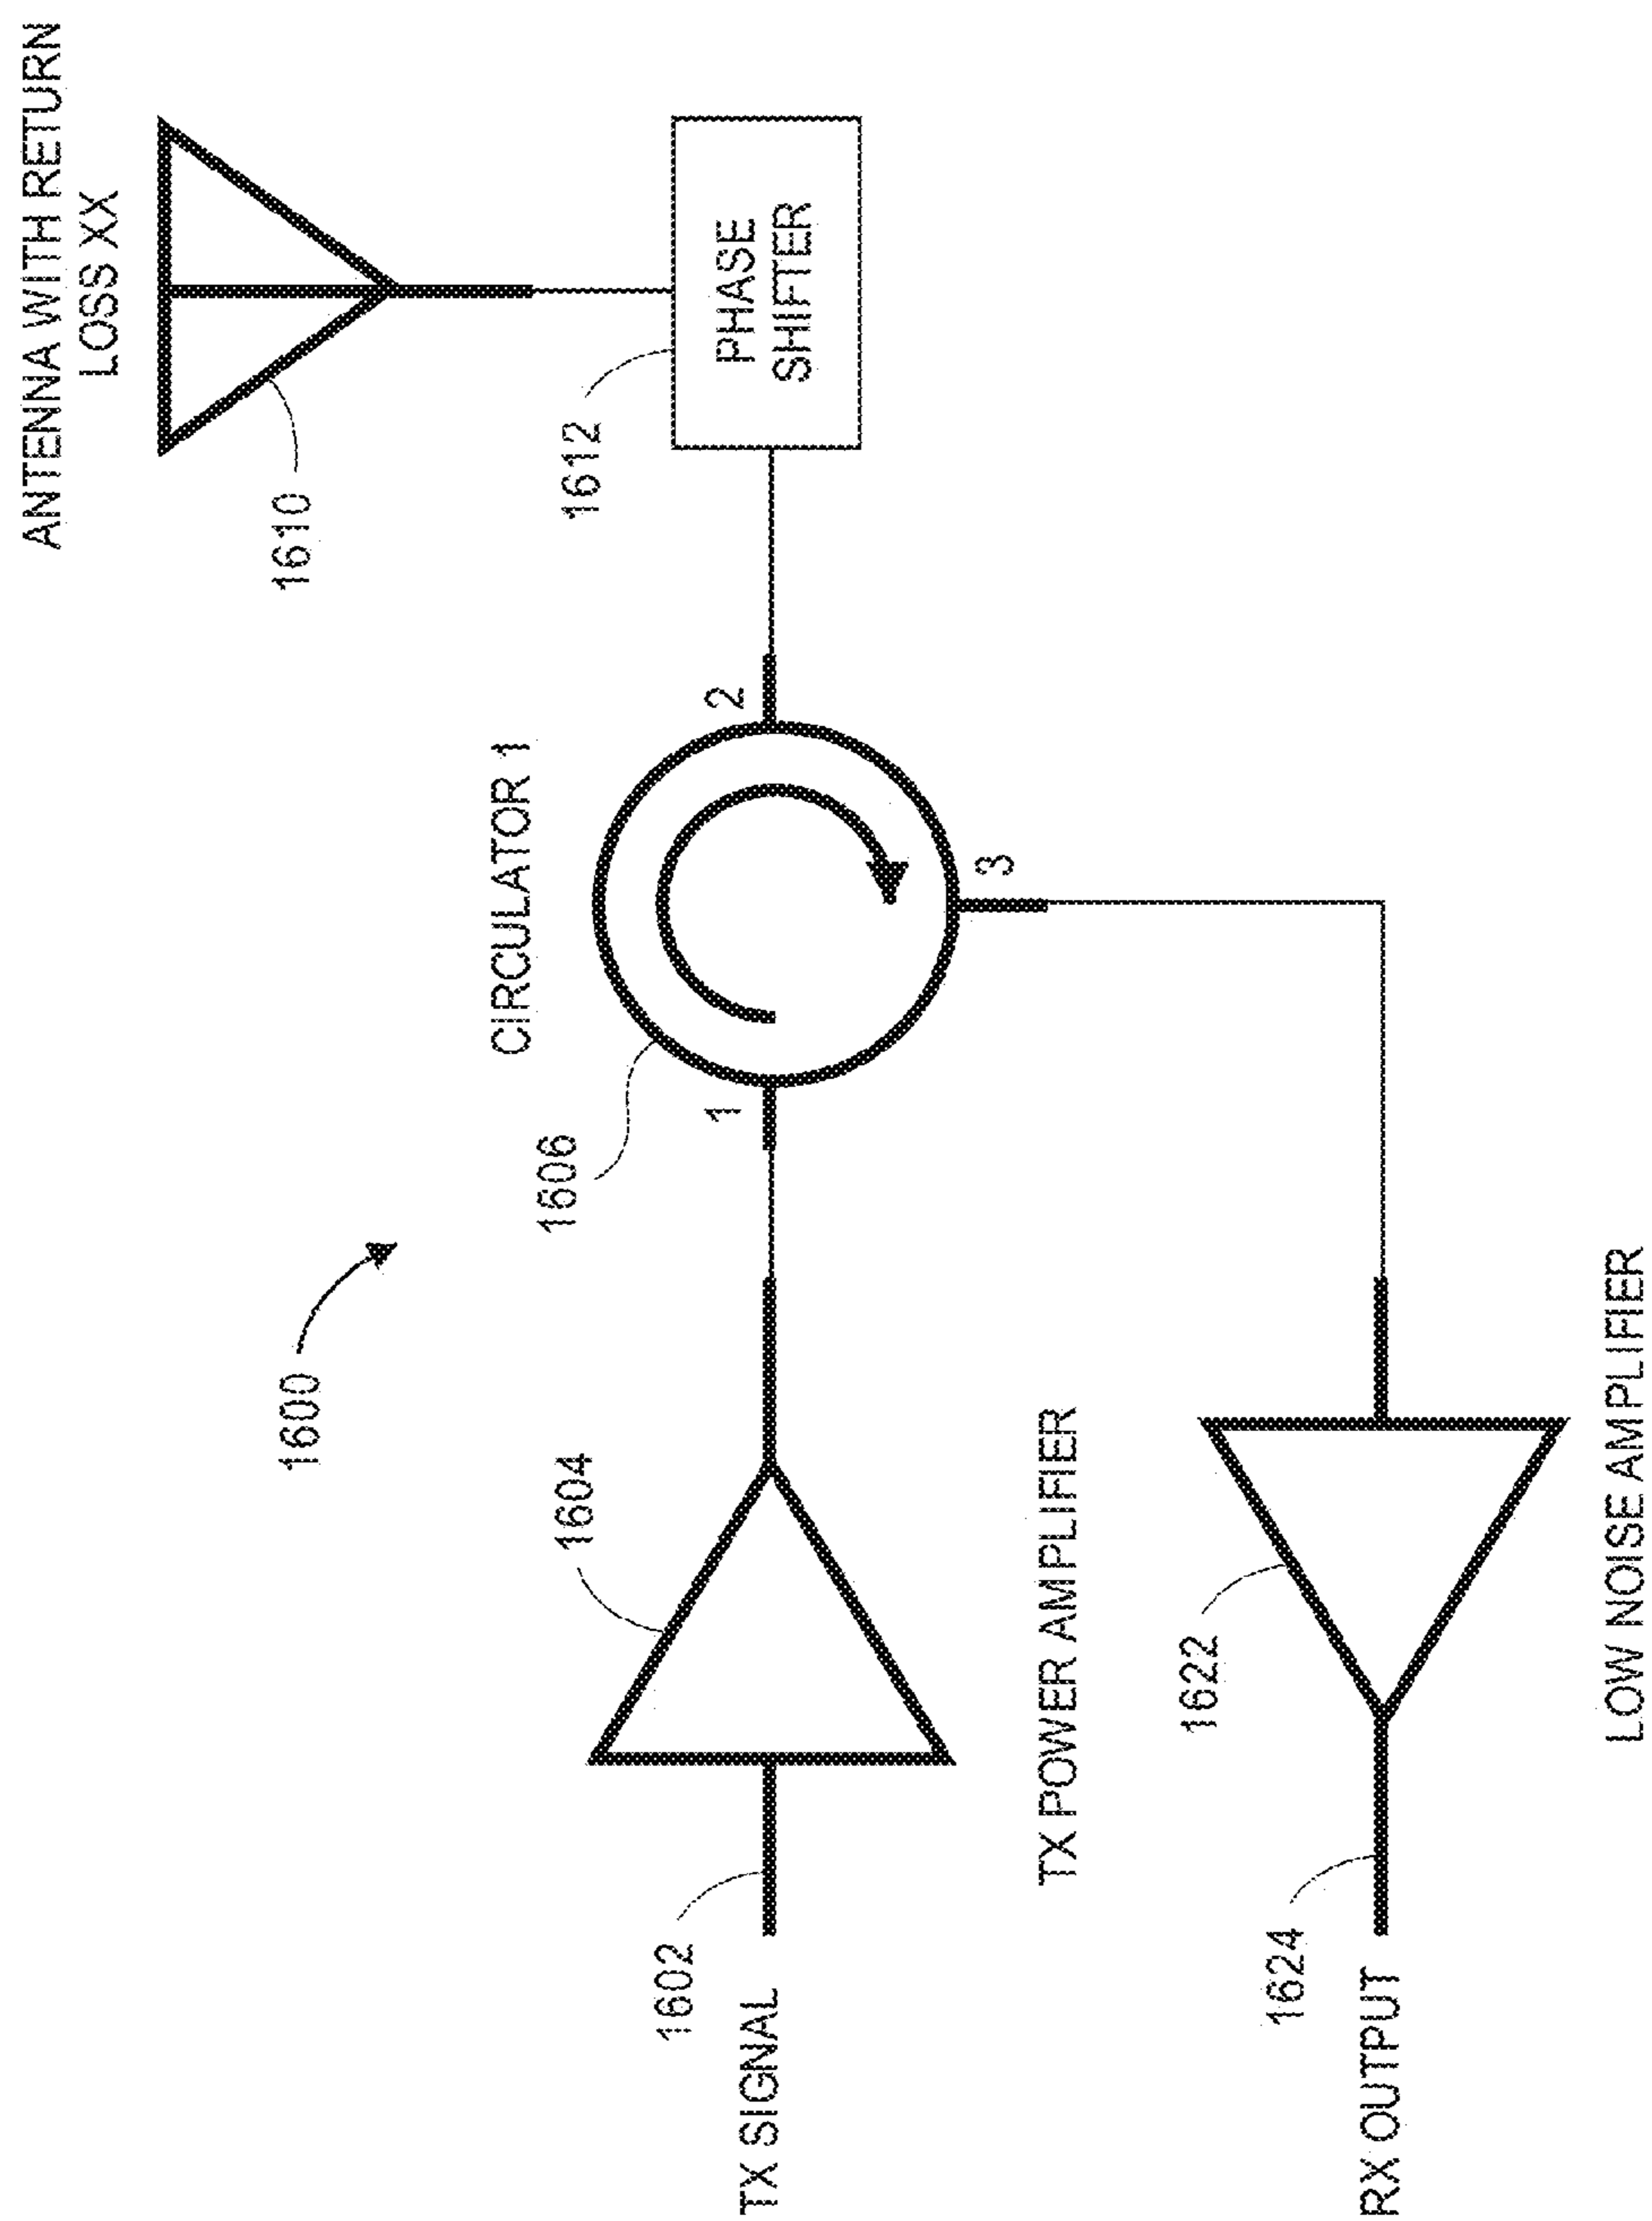 ANTENNA WITH RETURN
LOSS XX
1610
1612
PHASE
SHIFTER
CIRCULATOR 1
1606
1
2
3
1600
1604
TX POWER AMPLIFIER
1602
TX SIGNAL
1622
LOW NOISE AMPLIFIER
1624
RX OUTPUT